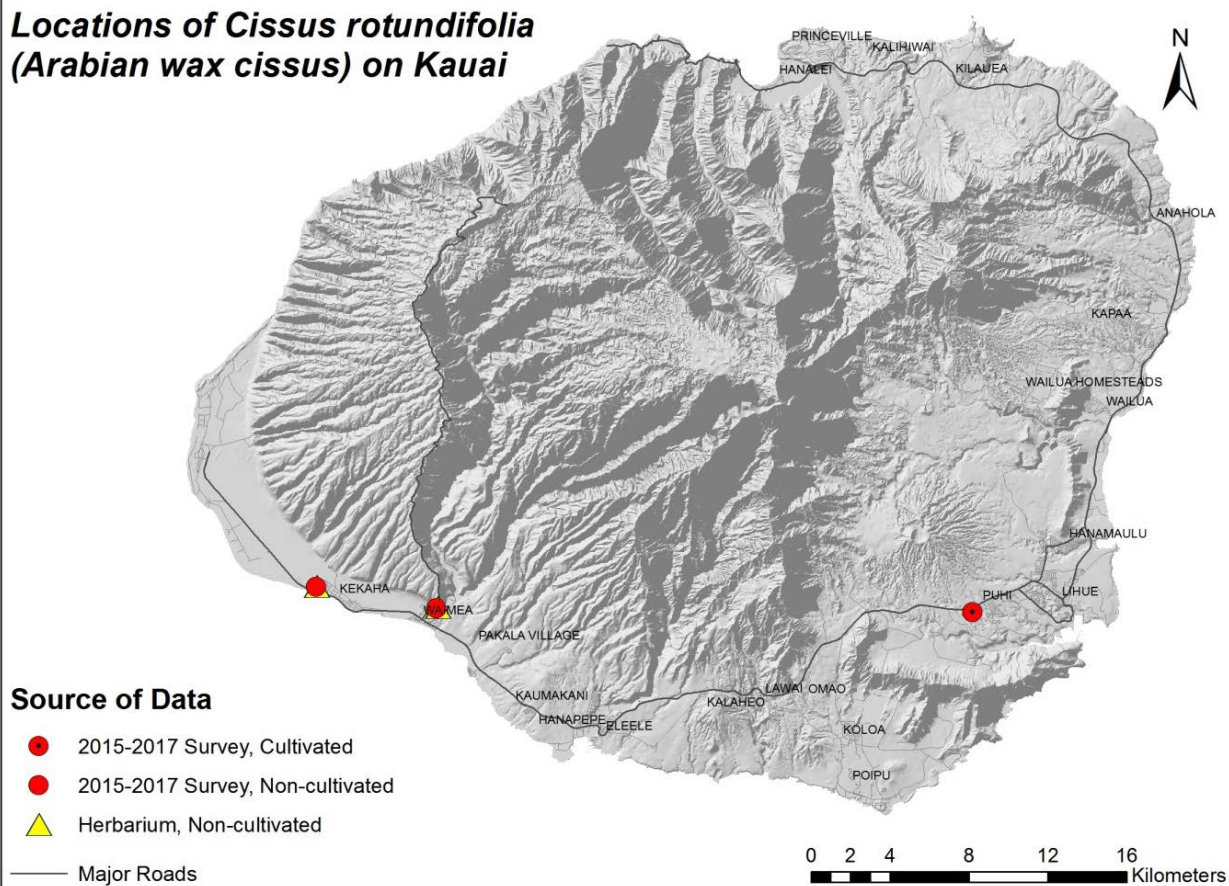 Locations of Cissus rotundifolia
(Arabian wax cissus) on Kauai
N
PRINCEVILLE
KALIHIWAI
HANALEI
KILAUEA
ANAHOLA
KAPAA
WAILUA HOMESTEADS
WAILUA
HANAMAULU
PUHI
LIHUE
KEKAHA
WAIMEA
PAKALA VILLAGE
KAUMAKANI
HANAPEPE
ELEELE
KALAHEO
LAWAI
OMAO
KOLOA
POIPU
Source of Data
2015-2017 Survey, Cultivated
2015-2017 Survey, Non-cultivated
Herbarium, Non-cultivated
Major Roads
0 2 4 8 12 16
Kilometers